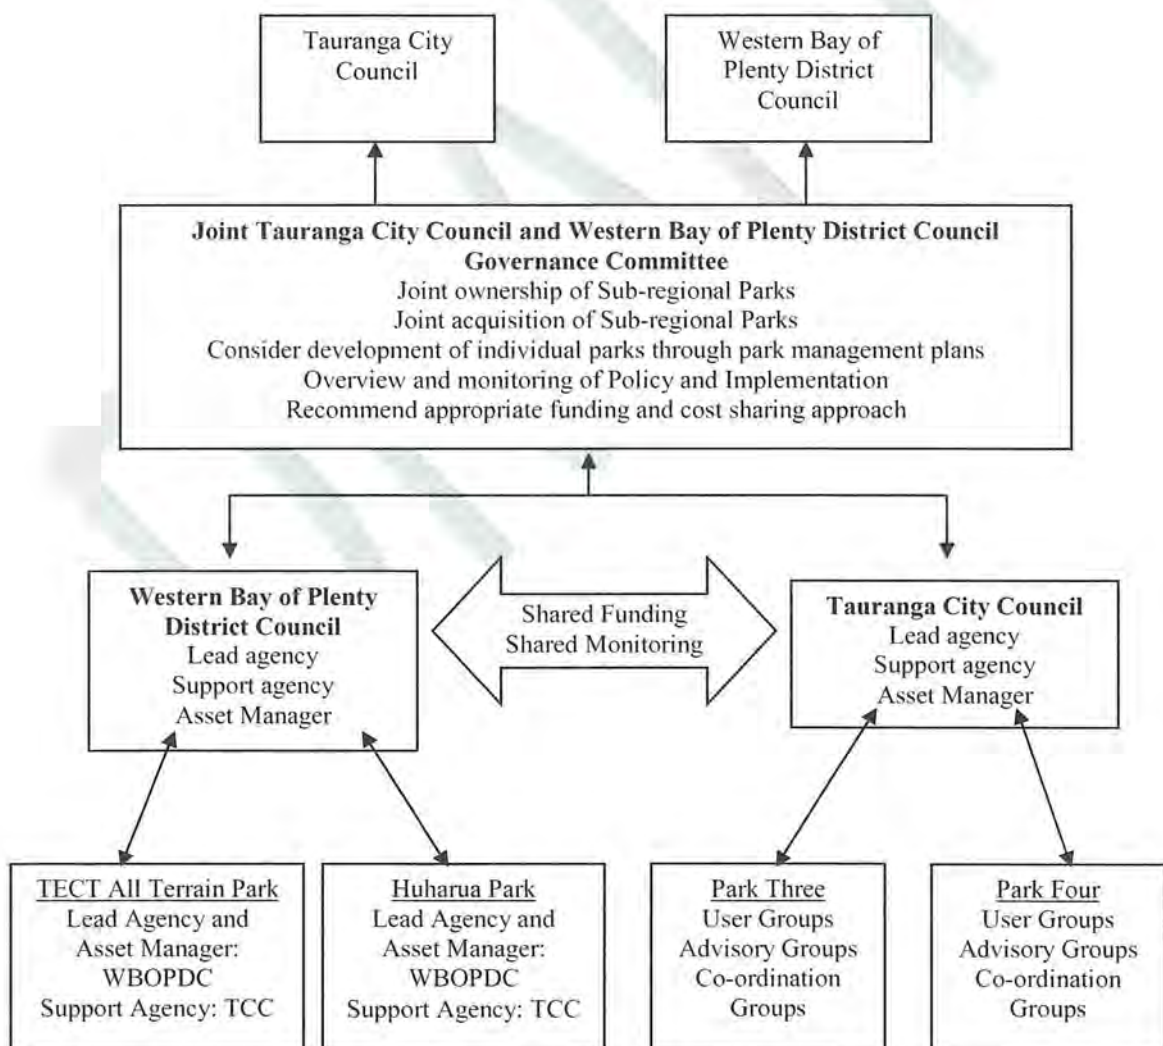 Tauranga City
Council
Western Bay of
Plenty District
Council
Joint Tauranga City Council and Western Bay of Plenty District Council
Governance Committee
Joint ownership of Sub-regional Parks
Joint acquisition of Sub-regional Parks
Consider development of individual parks through park management plans
Overview and monitoring of Policy and Implementation
Recommend appropriate funding and cost sharing approach
Western Bay of Plenty
District Council
Lead agency
Support agency
Asset Manager
Shared Funding
Shared Monitoring
Tauranga City Council
Lead agency
Support agency
Asset Manager
TECT All Terrain Park
Lead Agency and
Asset Manager:
WBOPDC
Support Agency: TCC
Huharua Park
Lead Agency and
Asset Manager:
WBOPDC
Support Agency: TCC
Park Three
User Groups
Advisory Groups
Co-ordination
Groups
Park Four
User Groups
Advisory Groups
Co-ordination
Groups